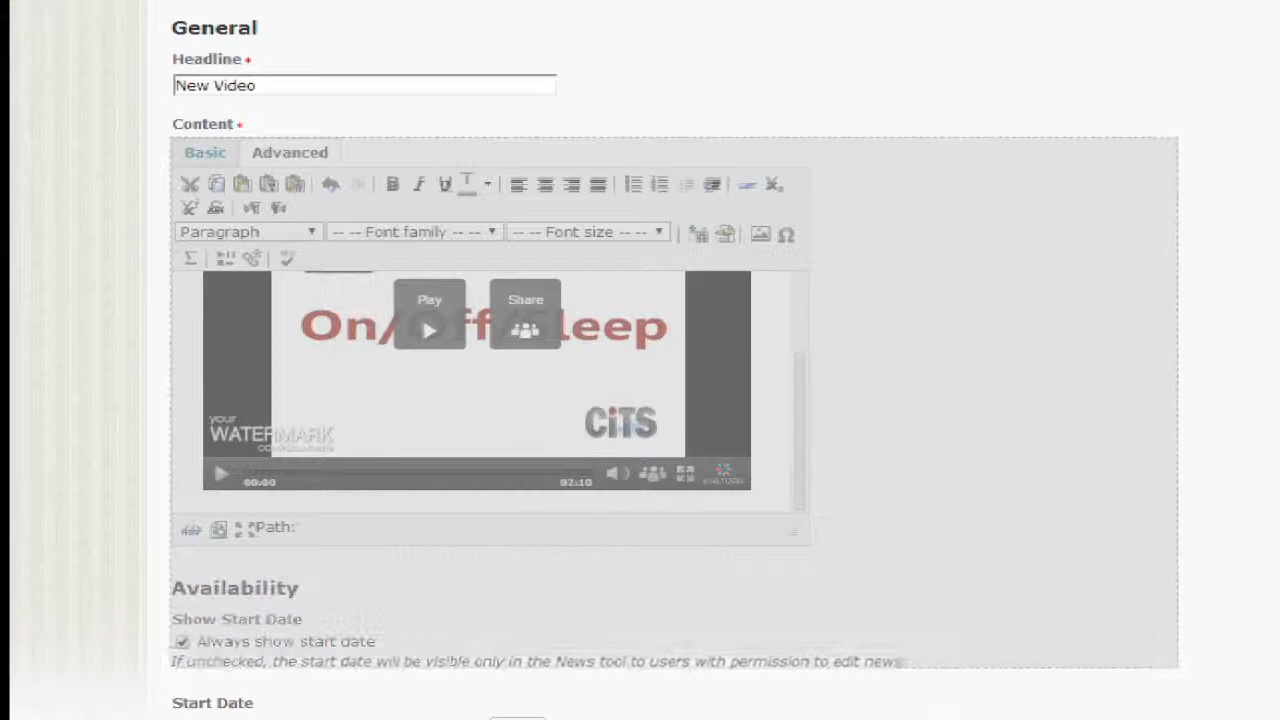 General
Headline *
New Video
Content *
Basic Advanced
Paragraph -- Font family -- -- Font size --
Play Share
On/Off/Sleep
your
WATERMARK
CiTS
00:00 02:10
Path:
Availability
Show Start Date
Always show start date
If unchecked, the start date will be visible only in the News tool to users with permission to edit news.
Start Date